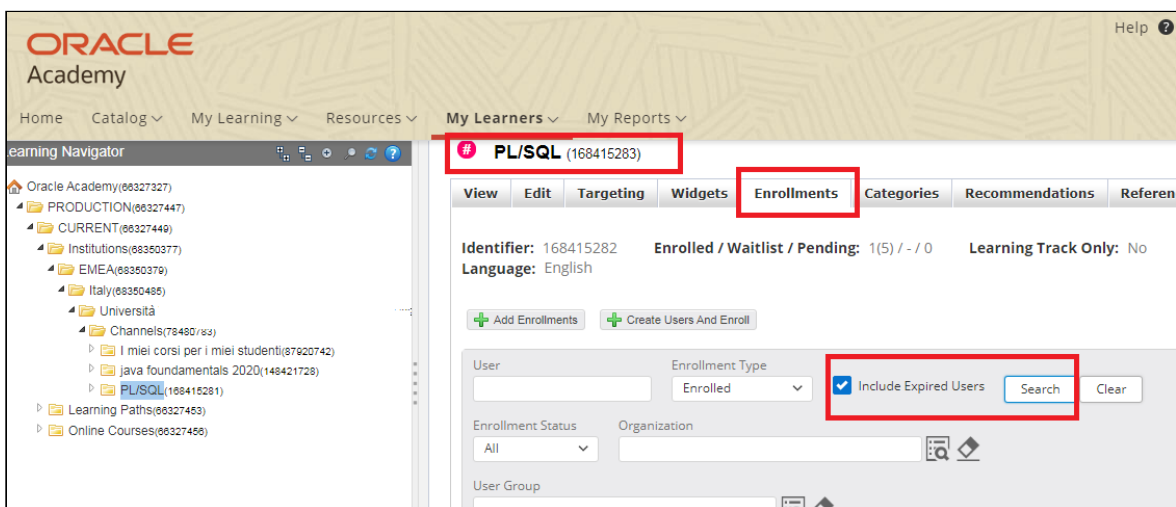 Help ?
ORACLE
Academy
Home Catalog My Learning Resources My Learners My Reports
earning Navigator
# PL/SQL (168415283)
Oracle Academy(66327327)
PRODUCTION(66327447)
CURRENT(66327449)
Institutions(68350377)
EMEA(68350379)
Italy(68350485)
Università
Channels(78480783)
I miei corsi per i miei studenti(87920742)
java foundamentals 2020(148421728)
PL/SQL(168415281)
Learning Paths(66327453)
Online Courses(66327456)
View Edit Targeting Widgets Enrollments Categories Recommendations Referen
Identifier: 168415282 Enrolled / Waitlist / Pending: 1(5) / - / 0 Learning Track Only: No
Language: English
Add Enrollments Create Users And Enroll
User Enrollment Type
Enrolled Include Expired Users Search Clear
Enrollment Status Organization
All
User Group